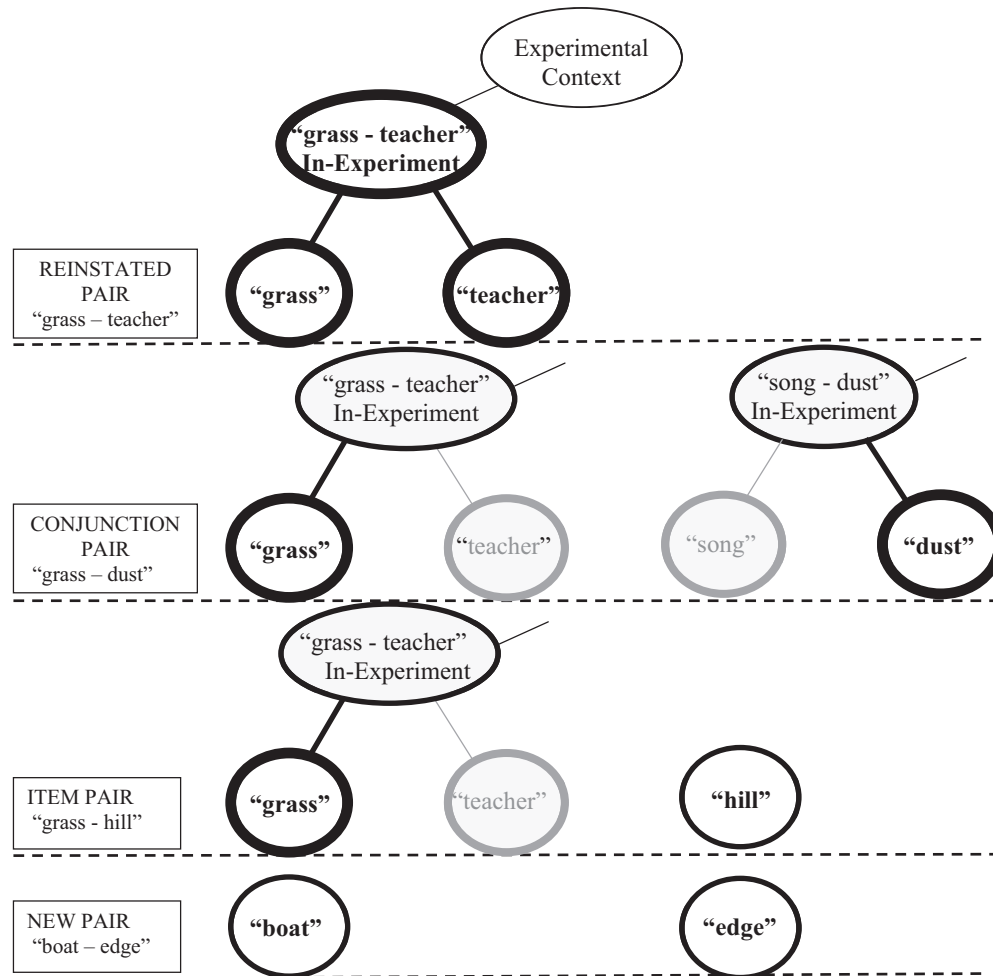 Experimental
Context
“grass - teacher”
In-Experiment
REINSTATED
PAIR
“grass – teacher”
“grass”
“teacher”
“grass - teacher”
In-Experiment
“song - dust”
In-Experiment
CONJUNCTION
PAIR
“grass – dust”
“grass”
“teacher”
“song”
“dust”
“grass - teacher”
In-Experiment
ITEM PAIR
“grass - hill”
“grass”
“teacher”
“hill”
NEW PAIR
“boat – edge”
“boat”
“edge”